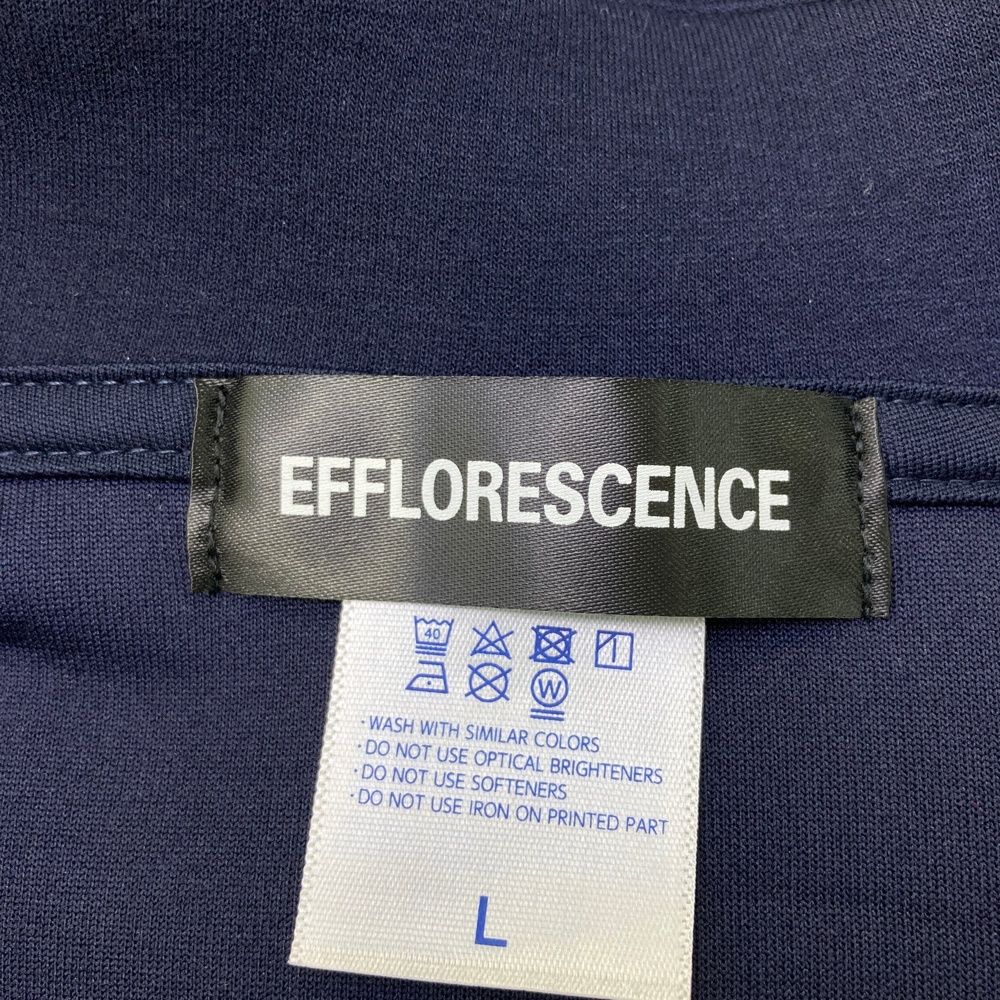 EFFLORESCENCE
40
W
· WASH WITH SIMILAR COLORS
· DO NOT USE OPTICAL BRIGHTENERS
· DO NOT USE SOFTENERS
· DO NOT USE IRON ON PRINTED PART
L